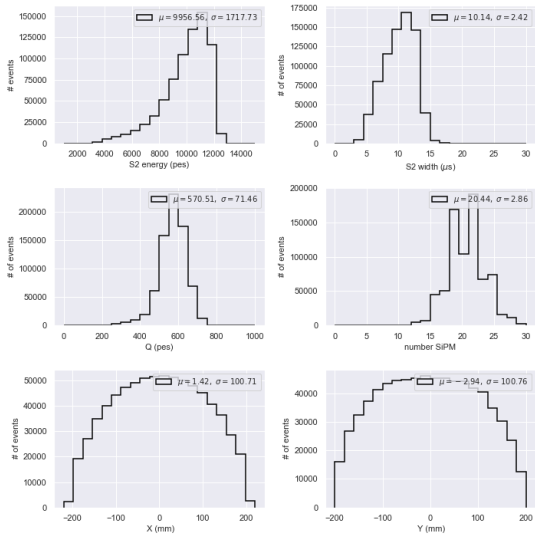 μ = 9956.56, σ = 1717.73
# of events
150000
125000
100000
75000
50000
25000
0
2000 4000 6000 8000 10000 12000 14000
S2 energy (pes)
μ = 10.14, σ = 2.42
# of events
175000
150000
125000
100000
75000
50000
25000
0
0 5 10 15 20 25 30
S2 width (μs)
μ = 570.51, σ = 71.46
# of events
200000
150000
100000
50000
0
0 200 400 600 800 1000
Q (pes)
μ = 20.44, σ = 2.86
# of events
200000
150000
100000
50000
0
0 5 10 15 20 25 30
number SiPM
μ = 1.42, σ = 100.71
# of events
50000
40000
30000
20000
10000
0
−200 −100 0 100 200
X (mm)
μ = −2.94, σ = 100.76
# of events
40000
30000
20000
10000
0
−200 −100 0 100 200
Y (mm)